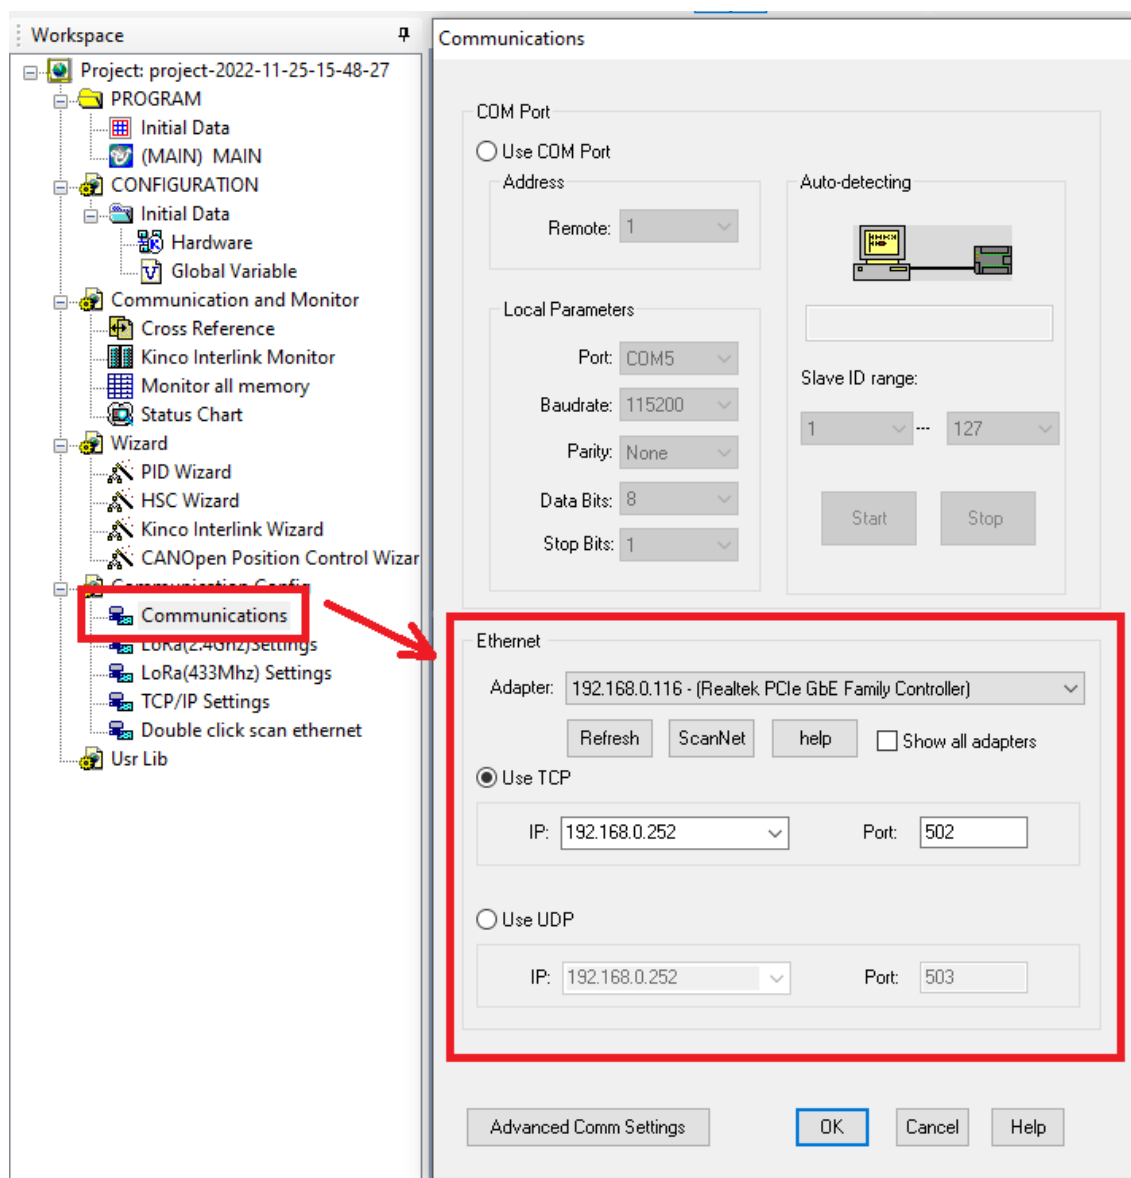 Workspace
Project: project-2022-11-25-15-48-27
PROGRAM
Initial Data
(MAIN) MAIN
CONFIGURATION
Initial Data
Hardware
Global Variable
Communication and Monitor
Cross Reference
Kinco Interlink Monitor
Monitor all memory
Status Chart
Wizard
PID Wizard
HSC Wizard
Kinco Interlink Wizard
CANOpen Position Control Wizar
Communication Config
Communications
LoRa(2.4Ghz)Settings
LoRa(433Mhz) Settings
TCP/IP Settings
Double click scan ethernet
Usr Lib
Communications
COM Port
Use COM Port
Address
Remote: 1
Local Parameters
Port: COM5
Baudrate: 115200
Parity: None
Data Bits: 8
Stop Bits: 1
Auto-detecting
Slave ID range:
1 --- 127
Start Stop
Ethernet
Adapter: 192.168.0.116 - (Realtek PCIe GbE Family Controller)
Refresh ScanNet help Show all adapters
Use TCP
IP: 192.168.0.252 Port: 502
Use UDP
IP: 192.168.0.252 Port: 503
Advanced Comm Settings OK Cancel Help